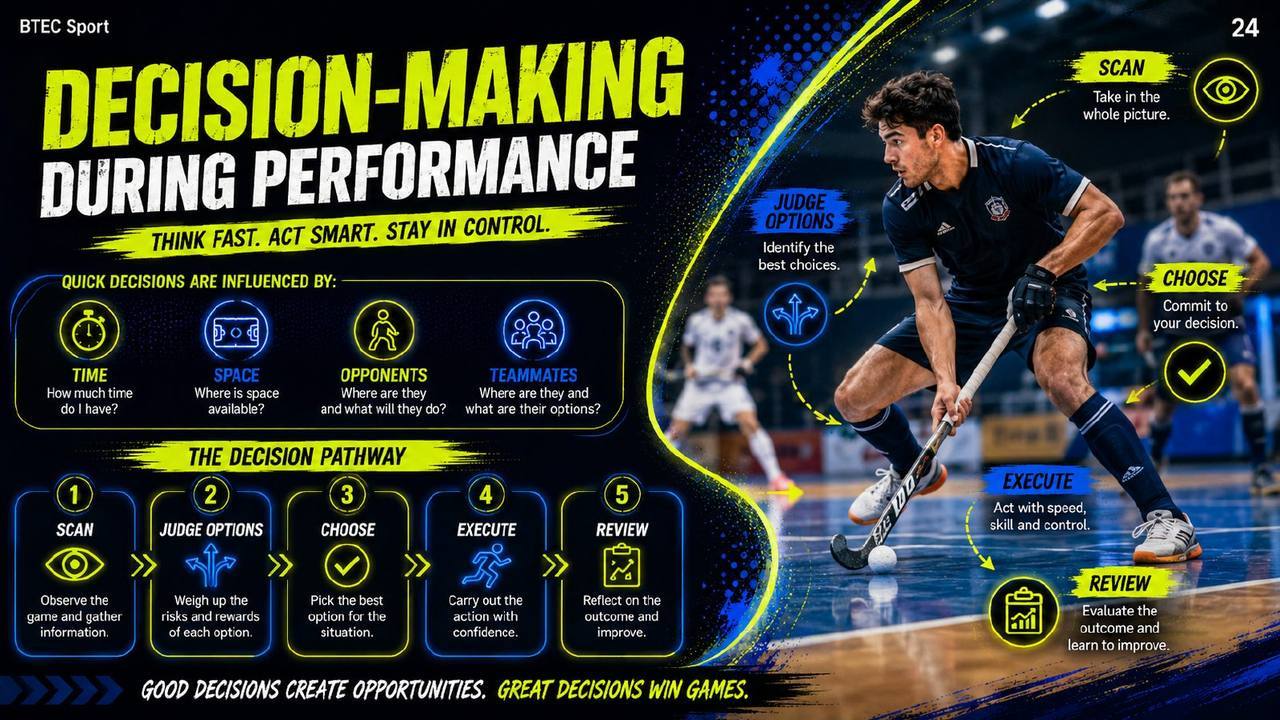 BTEC Sport
24
DECISION-MAKING
DURING PERFORMANCE
THINK FAST. ACT SMART. STAY IN CONTROL.
QUICK DECISIONS ARE INFLUENCED BY:
TIME
How much time
do I have?
SPACE
Where is space
available?
OPPONENTS
Where are they
and what will they do?
TEAMMATES
Where are they and
what are their options?
THE DECISION PATHWAY
1
SCAN
Observe the
game and gather
information.
2
JUDGE OPTIONS
Weigh up the
risks and rewards
of each option.
3
CHOOSE
Pick the best
option for the
situation.
4
EXECUTE
Carry out the
action with
confidence.
5
REVIEW
Reflect on the
outcome and
improve.
GOOD DECISIONS CREATE OPPORTUNITIES. GREAT DECISIONS WIN GAMES.
SCAN
Take in the
whole picture.
JUDGE
OPTIONS
Identify the
best choices.
CHOOSE
Commit to
your decision.
EXECUTE
Act with speed,
skill and control.
REVIEW
Evaluate the
outcome and
learn to improve.